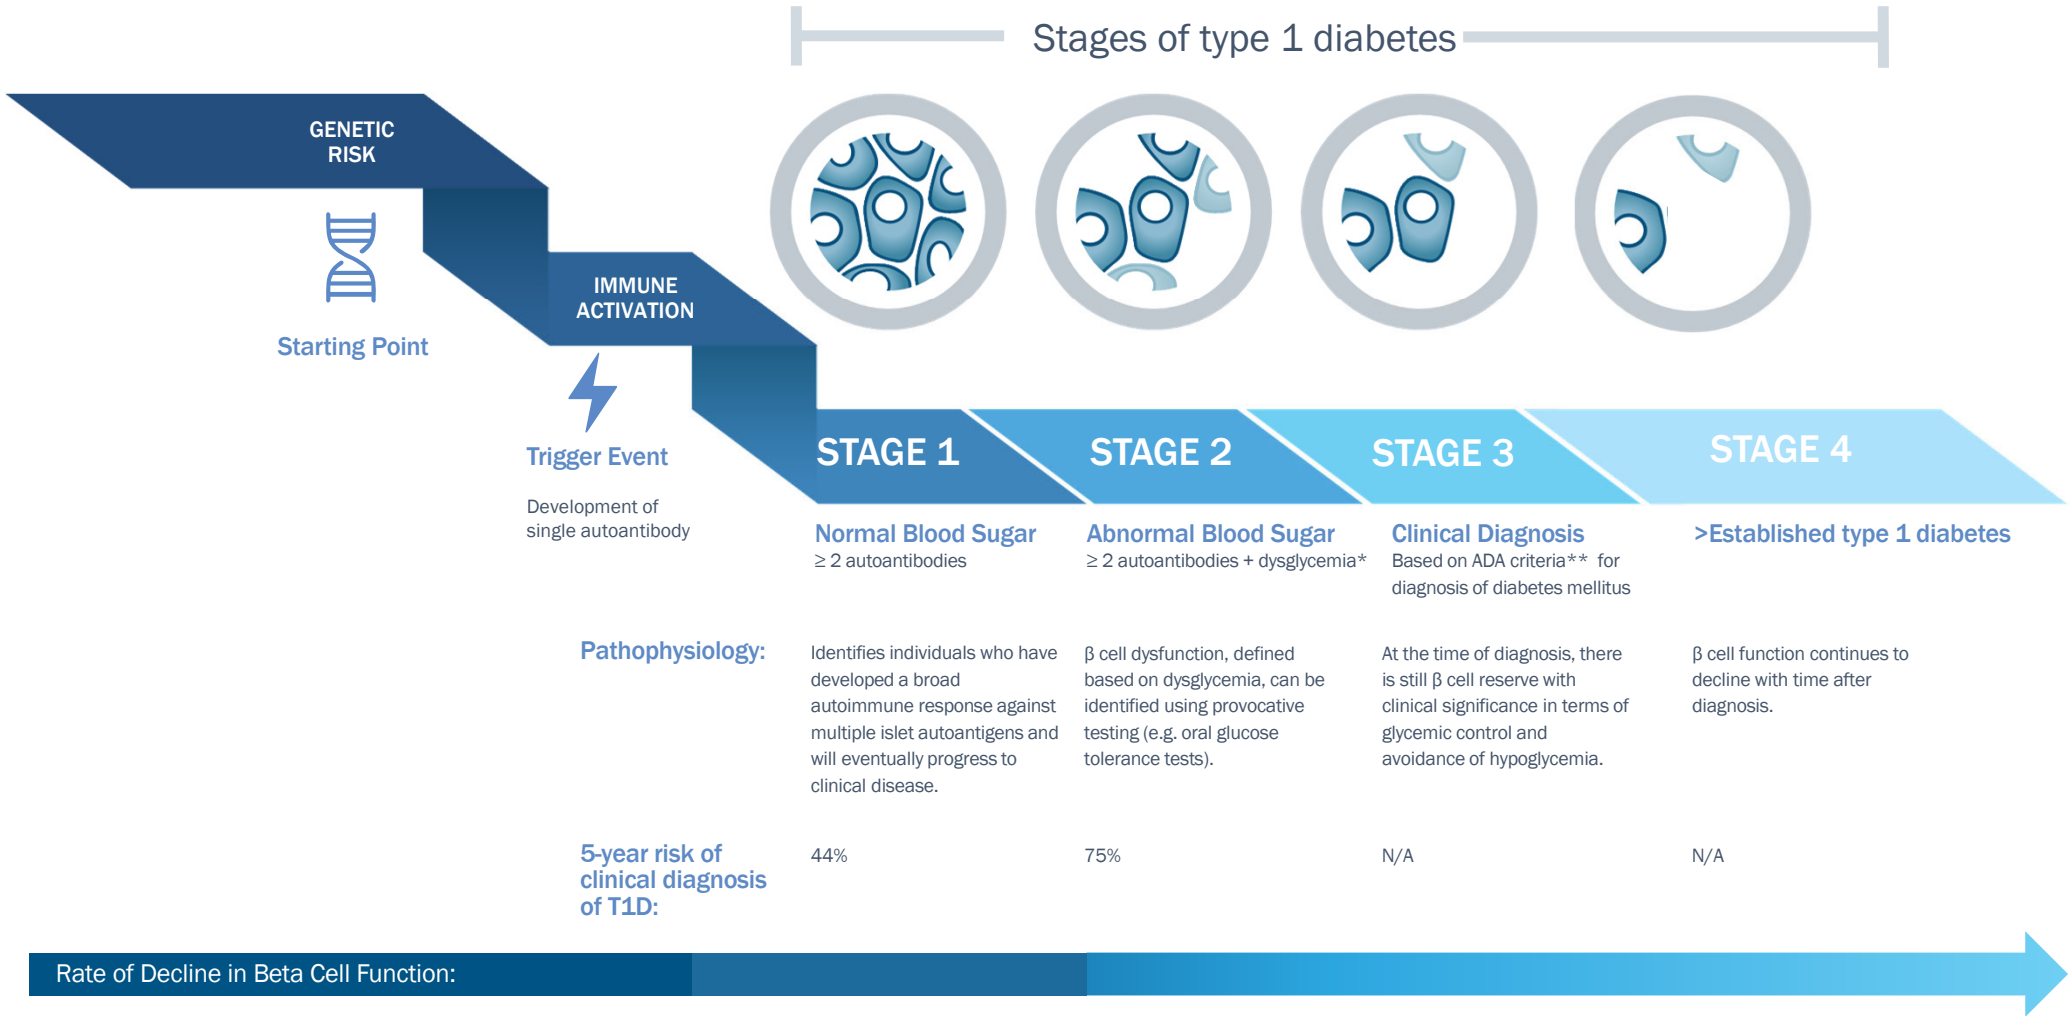 Stages of type 1 diabetes
GENETIC
RISK
Starting Point
IMMUNE
ACTIVATION
Trigger Event
Development of
single autoantibody
STAGE 1
STAGE 2
STAGE 3
STAGE 4
Normal Blood Sugar
≥ 2 autoantibodies
Abnormal Blood Sugar
≥ 2 autoantibodies + dysglycemia*
Clinical Diagnosis
Based on ADA criteria** for
diagnosis of diabetes mellitus
>Established type 1 diabetes
Pathophysiology:
Identifies individuals who have
developed a broad
autoimmune response against
multiple islet autoantigens and
will eventually progress to
clinical disease.
β cell dysfunction, defined
based on dysglycemia, can be
identified using provocative
testing (e.g. oral glucose
tolerance tests).
At the time of diagnosis, there
is still β cell reserve with
clinical significance in terms of
glycemic control and
avoidance of hypoglycemia.
β cell function continues to
decline with time after
diagnosis.
5-year risk of
clinical diagnosis
of T1D:
44%
75%
N/A
N/A
Rate of Decline in Beta Cell Function: